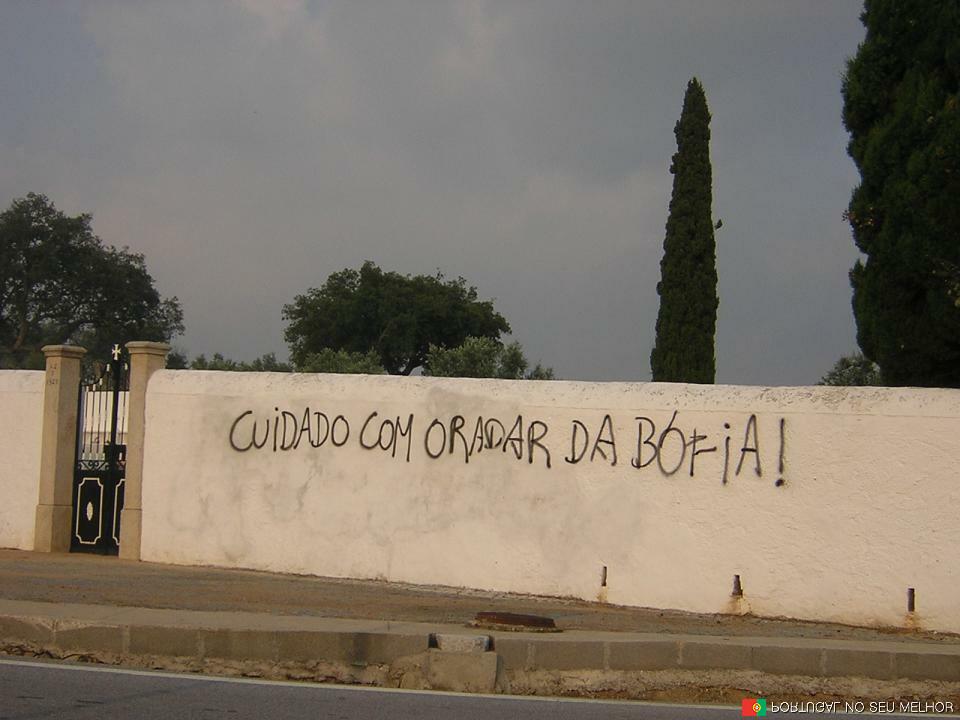 CUIDADO COM ORADAR DA BÓFIA!
PORTUGAL NO SEU MELHOR